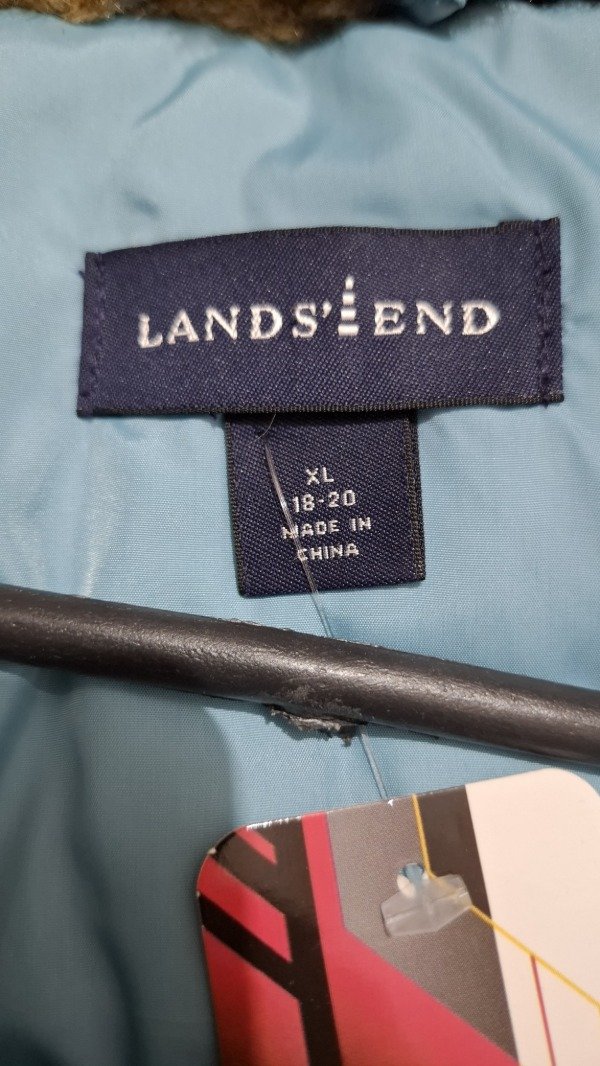 LANDS' END
XL
18-20
MADE IN
CHINA